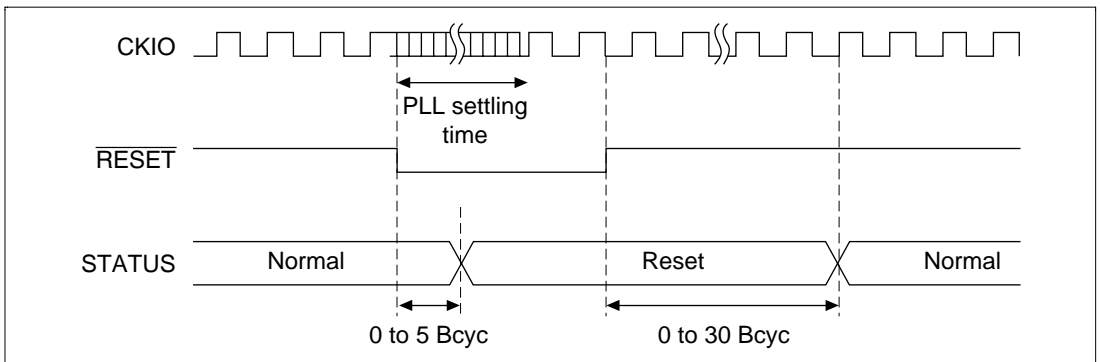 CKIO
PLL settling
time
RESET
STATUS
Normal
Reset
Normal
0 to 5 Bcyc
0 to 30 Bcyc